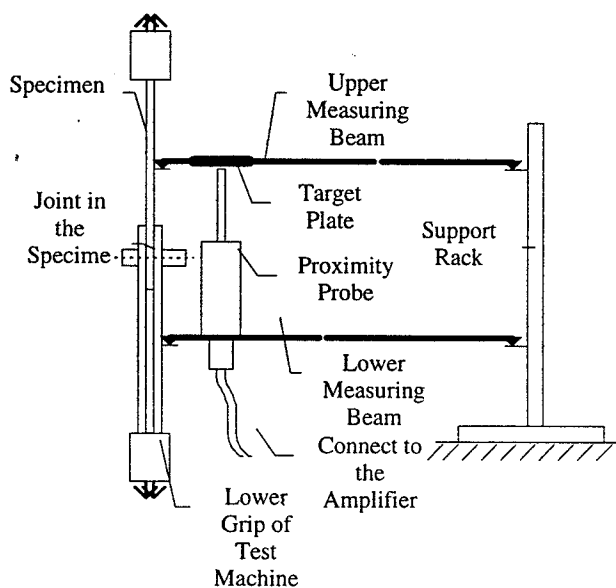 Specimen
Upper
Measuring
Beam
Target
Plate
Joint in
the
Specime
Support
Rack
Proximity
Probe
Lower
Measuring
Beam
Connect to
the
Amplifier
Lower
Grip of
Test
Machine